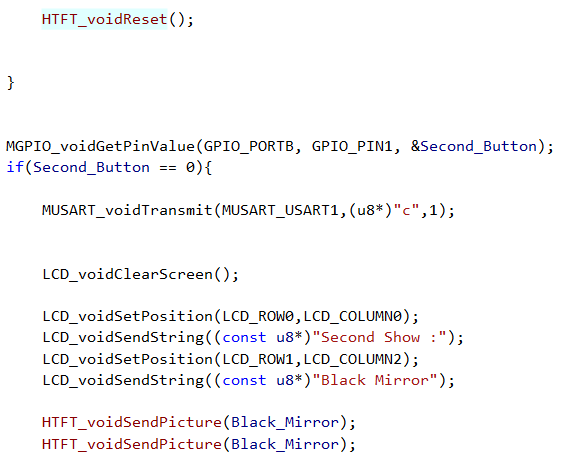 HTFT_voidReset();
}
MGPIO_voidGetPinValue(GPIO_PORTB, GPIO_PIN1, &Second_Button);
if(Second_Button == 0){
MUSART_voidTransmit(MUSART_USART1,(u8*)"c",1);
LCD_voidClearScreen();
LCD_voidSetPosition(LCD_ROW0,LCD_COLUMN0);
LCD_voidSendString((const u8*)"Second Show :");
LCD_voidSetPosition(LCD_ROW1,LCD_COLUMN2);
LCD_voidSendString((const u8*)"Black Mirror");
HTFT_voidSendPicture(Black_Mirror);
HTFT_voidSendPicture(Black_Mirror);